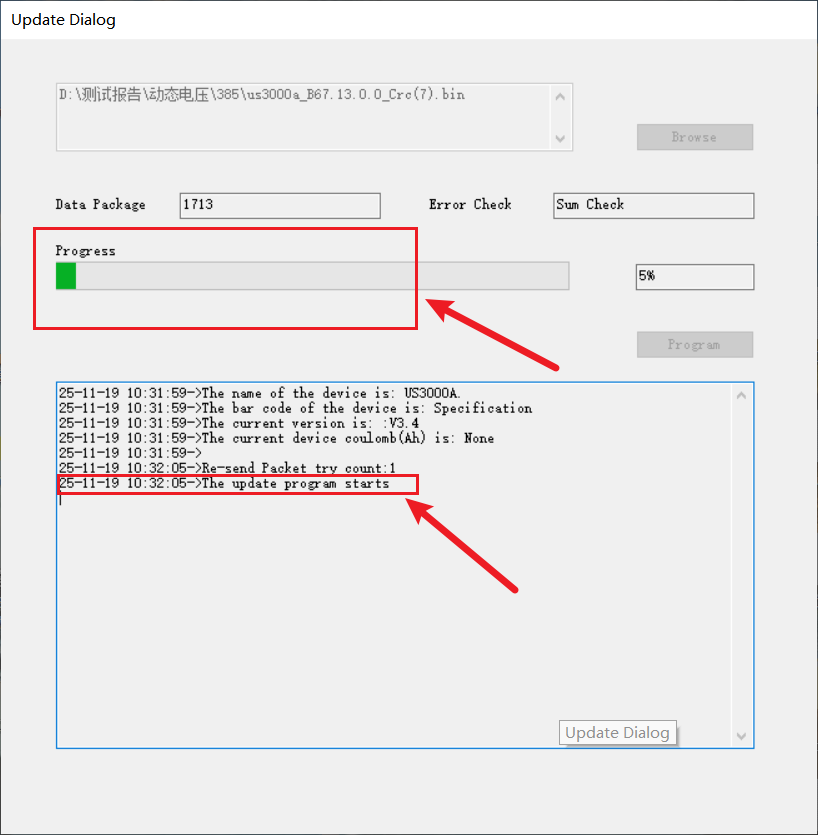 Update Dialog
D:\测试报告\动态电压\385\us3000a_B67.13.0.0_Crc(7).bin
Browse
Data Package 1713 Error Check Sum Check
Progress
5%
Program
25-11-19 10:31:59->The name of the device is: US3000A.
25-11-19 10:31:59->The bar code of the device is: Specification
25-11-19 10:31:59->The current version is: :V3.4
25-11-19 10:31:59->The current device coulomb(Ah) is: None
25-11-19 10:31:59->
25-11-19 10:32:05->Re-send Packet try count:1
25-11-19 10:32:05->The update program starts
Update Dialog